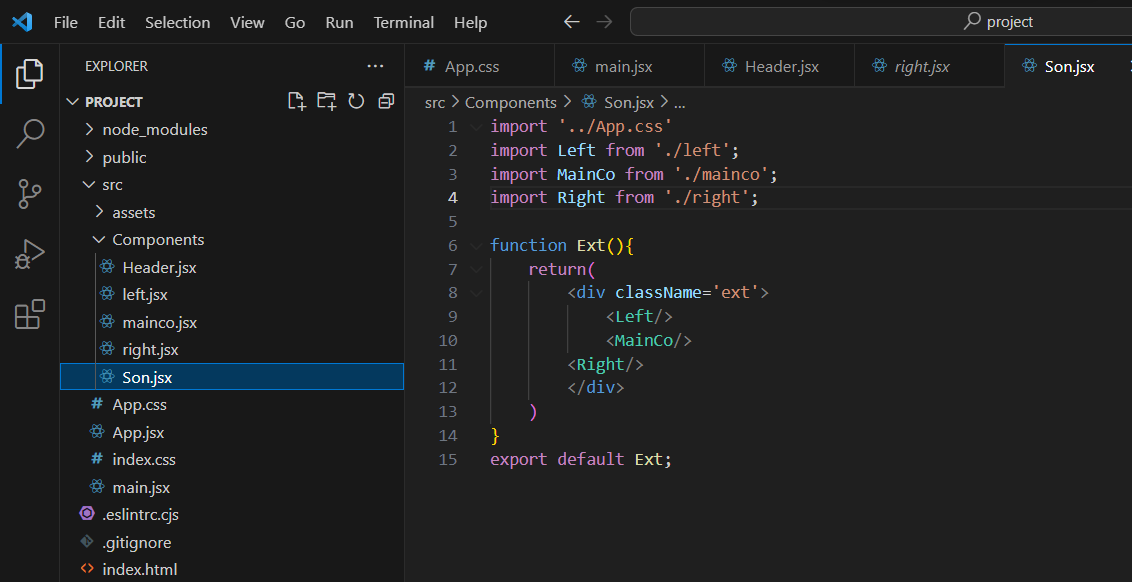 File Edit Selection View Go Run Terminal Help
project
EXPLORER
PROJECT
node_modules
public
src
assets
Components
Header.jsx
left.jsx
mainco.jsx
right.jsx
Son.jsx
App.css
App.jsx
index.css
main.jsx
.eslintrc.cjs
.gitignore
index.html
App.css main.jsx Header.jsx right.jsx Son.jsx
src > Components > Son.jsx > ...
1 import '../App.css'
2 import Left from './left';
3 import MainCo from './mainco';
4 import Right from './right';
5
6 function Ext(){
7     return(
8         <div className='ext'>
9             <Left/>
10             <MainCo/>
11         <Right/>
12         </div>
13     )
14 }
15 export default Ext;